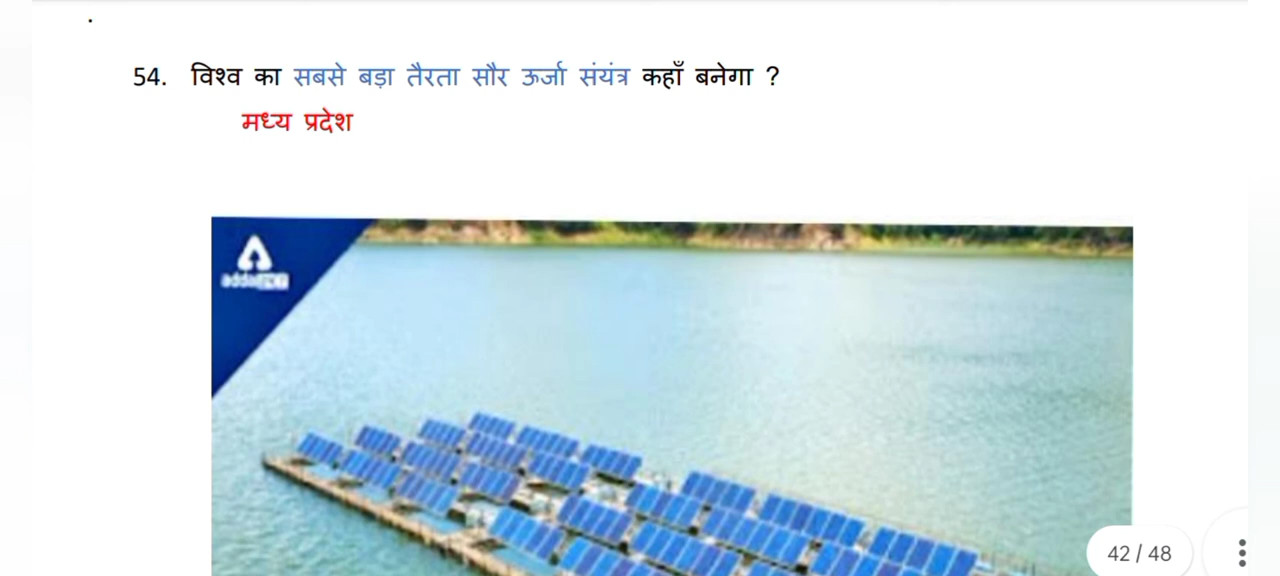 54. विश्व का सबसे बड़ा तैरता सौर ऊर्जा संयंत्र कहाँ बनेगा ?
मध्य प्रदेश
42 / 48